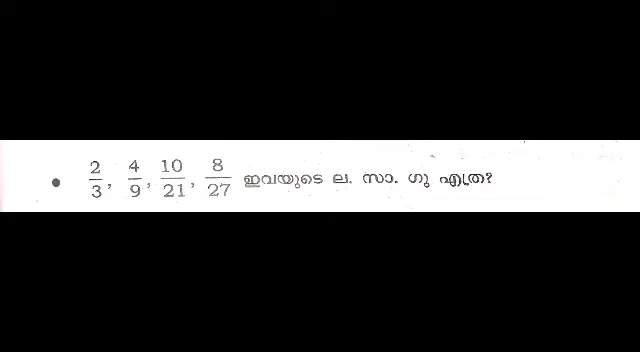 • 2/3, 4/9, 10/21, 8/27 ഇവയുടെ ല. സാ. ഗു എത്ര?